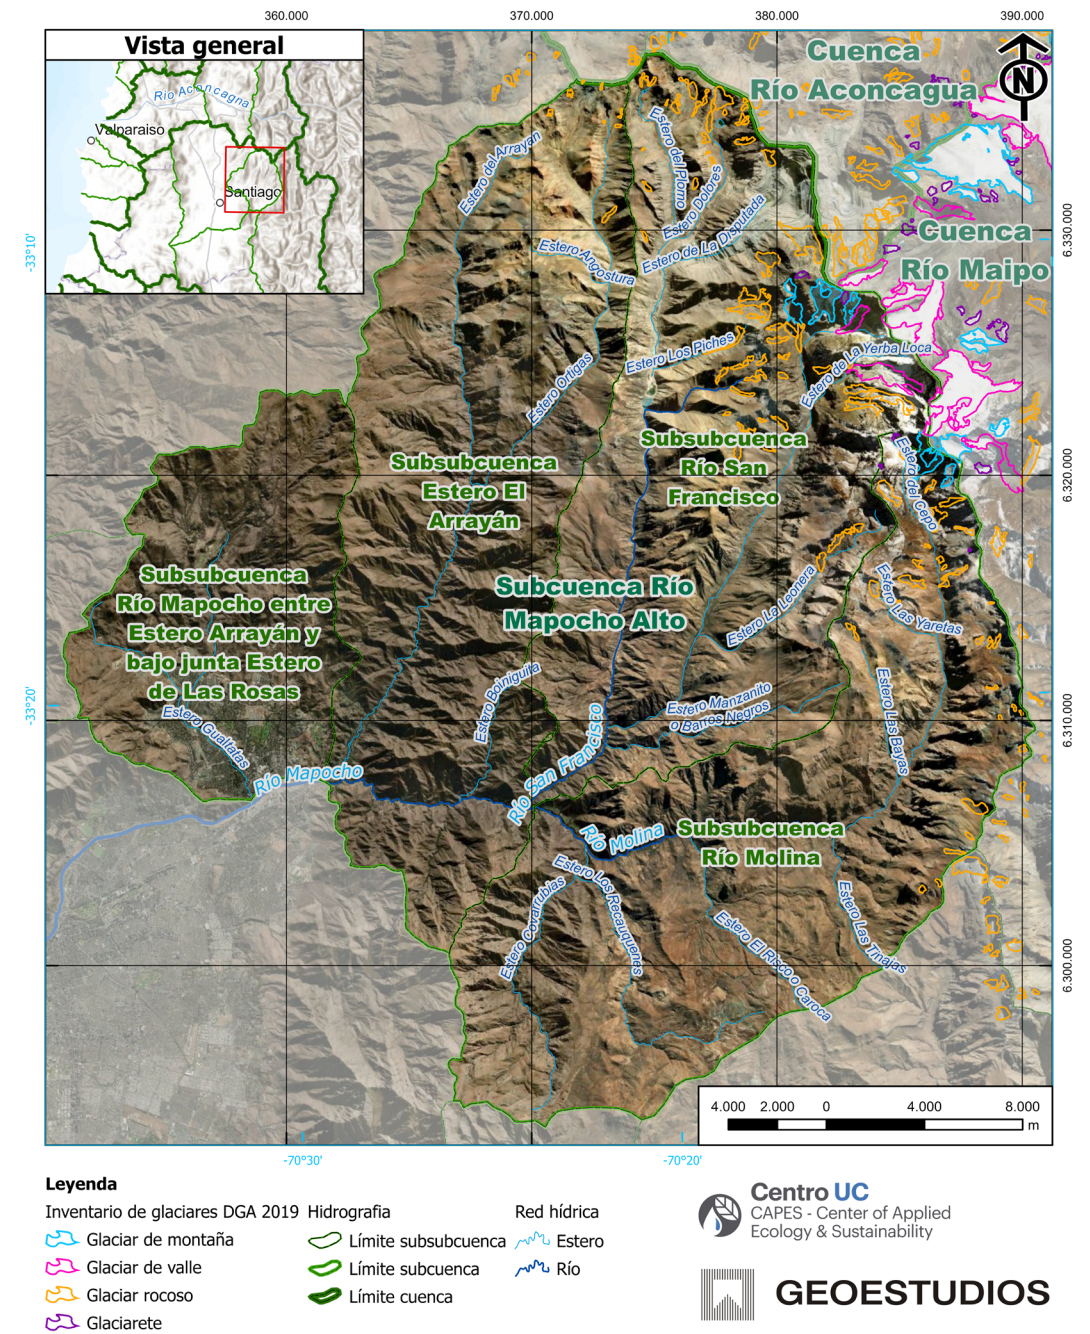 360.000
370.000
380.000
390.000
Vista general
Río Aconcagna
Valparaiso
Santiago
Cuenca
Río Aconcagua
N
Cuenca
Río Maipo
-33°10'
-33°20'
6.330.000
6.320.000
6.310.000
6.300.000
Estero del Arrayan
Estero del Plomo
Estero Dolores
Estero de La Disputada
Estero Angostura
Estero Los Piches
Estero de La Yerba Loca
Estero Ortigas
Subsubcuenca
Estero El
Arrayán
Subsubcuenca
Río San
Francisco
Estero del Cepo
Subsubcuenca
Río Mapocho entre
Estero Arrayán y
bajo junta Estero
de Las Rosas
Subcuenca Río
Mapocho Alto
Estero La Leonera
Estero Las Yaretas
Estero Boiniguita
Estero Manzanito
o Barros Negros
Estero Las Bayas
Estero Gualtatas
Río Mapocho
Río San Francisco
Río Molina
Subsubcuenca
Río Molina
Estero Los Recauquenes
Estero Covarrubias
Estero El Risco o Caroca
Estero Las Tinajas
4.000 2.000 0 4.000 8.000
m
-70°30'
-70°20'
Leyenda
Inventario de glaciares DGA 2019
Glaciar de montaña
Glaciar de valle
Glaciar rocoso
Glaciarete
Hidrografia
Límite subsubcuenca
Límite subcuenca
Límite cuenca
Red hídrica
Estero
Río
Centro UC
CAPES - Center of Applied
Ecology & Sustainability
GEOESTUDIOS